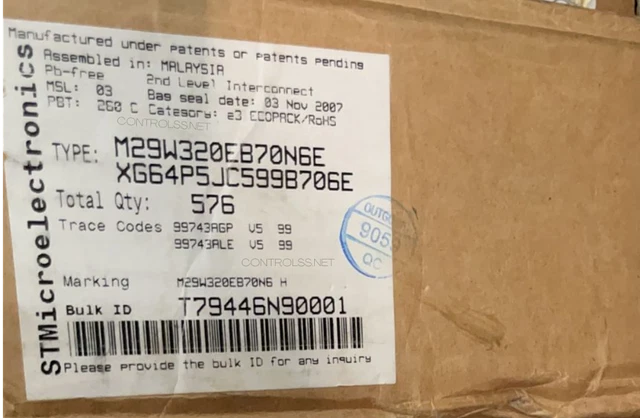 Manufactured under patents or patents pending
Assembled in: MALAYSIA
Pb-free 2nd Level Interconnect
MSL: 03 Bag seal date: 03 Nov 2007
PBT: 260 C Category: e3 ECOPACK/RoHS
CONTROLSS.NET
TYPE: M29W320EB70N6E
XG64P5JC599B706E
Total Qty: 576
Trace Codes 99743AGP V5 99
99743ALE V5 99
CONTROLSS.NET
Marking M29W320EB70N6 H
Bulk ID T79446N90001
Please provide the bulk ID for any inquiry
STMicroelectronics
QC